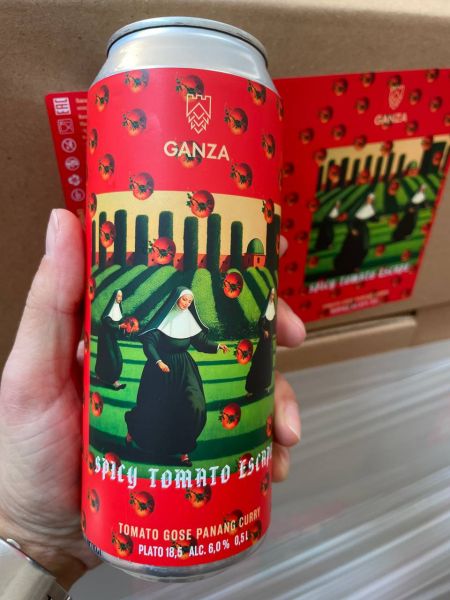 GANZA
SPICY TOMATO ESCAPE
TOMATO GOSE PANANG CURRY
PLATO 18,5 ALC. 6,0 % 0,5L
EAC
GANZA
SPICY TOMATO ESCAPE